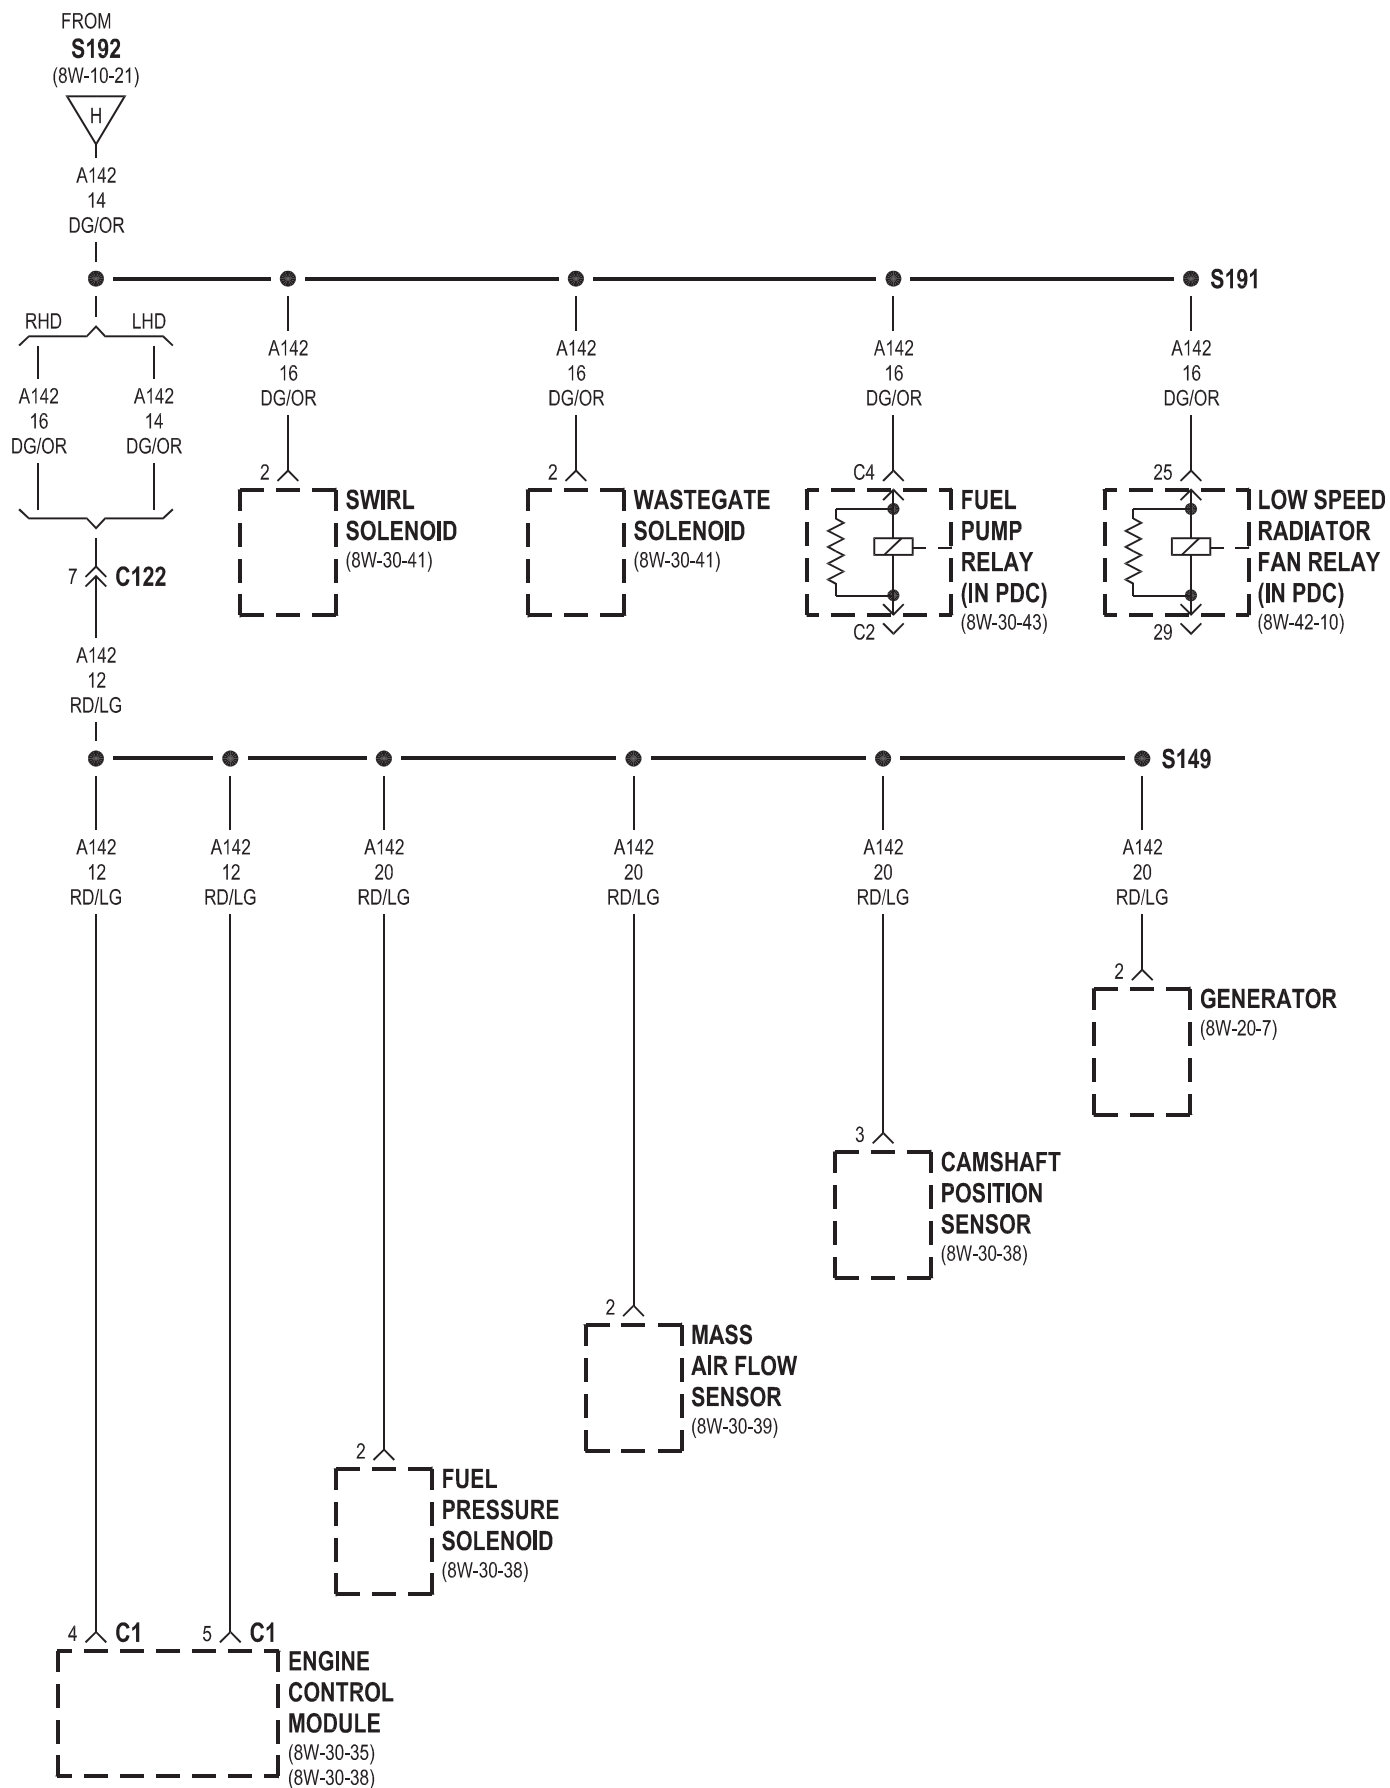 FROM
S192
(8W-10-21)
H
A142
14
DG/OR
S191
RHD
LHD
A142
16
DG/OR
A142
14
DG/OR
7
C122
A142
16
DG/OR
2
SWIRL
SOLENOID
(8W-30-41)
A142
16
DG/OR
2
WASTEGATE
SOLENOID
(8W-30-41)
A142
16
DG/OR
C4
C2
FUEL
PUMP
RELAY
(IN PDC)
(8W-30-43)
A142
16
DG/OR
25
29
LOW SPEED
RADIATOR
FAN RELAY
(IN PDC)
(8W-42-10)
A142
12
RD/LG
S149
A142
12
RD/LG
A142
12
RD/LG
A142
20
RD/LG
A142
20
RD/LG
A142
20
RD/LG
A142
20
RD/LG
2
GENERATOR
(8W-20-7)
3
CAMSHAFT
POSITION
SENSOR
(8W-30-38)
2
MASS
AIR FLOW
SENSOR
(8W-30-39)
2
FUEL
PRESSURE
SOLENOID
(8W-30-38)
4
C1
5
C1
ENGINE
CONTROL
MODULE
(8W-30-35)
(8W-30-38)